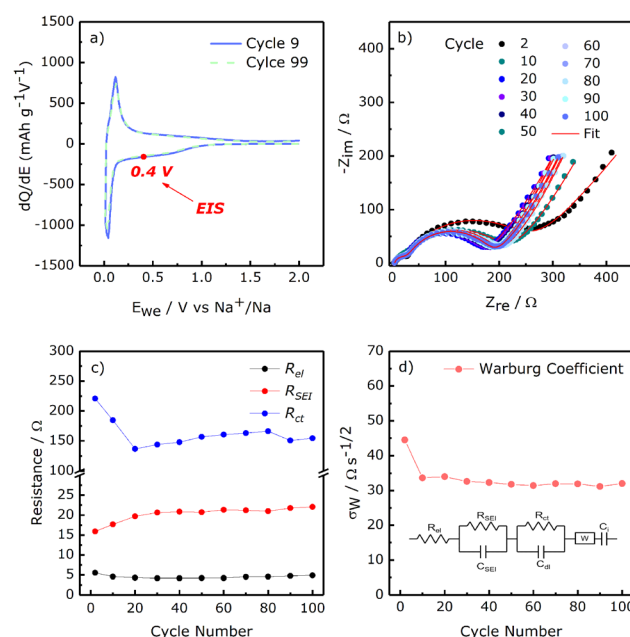 a)
Cycle 9
Cylce 99
dQ/dE (mAh g⁻¹V⁻¹)
1500
1000
500
0
-500
-1000
-1500
0.4 V
EIS
0.0 0.5 1.0 1.5 2.0
E_we / V vs Na⁺/Na
b)
Cycle
2
10
20
30
40
50
60
70
80
90
100
Fit
-Z_im / Ω
-400
-300
-200
-100
0
0 100 200 300 400 500
Z_re / Ω
c)
R_el
R_SEI
R_ct
Resistance / Ω
300
250
200
150
25
20
15
10
5
0
0 20 40 60 80 100
Cycle Number
d)
Warburg Coefficient
σ_W / Ω s⁻¹/²
70
60
50
40
30
20
10
0
R_el
R_SEI
C_SEI
R_ct
C_dl
W
C_i
0 20 40 60 80 100
Cycle Number